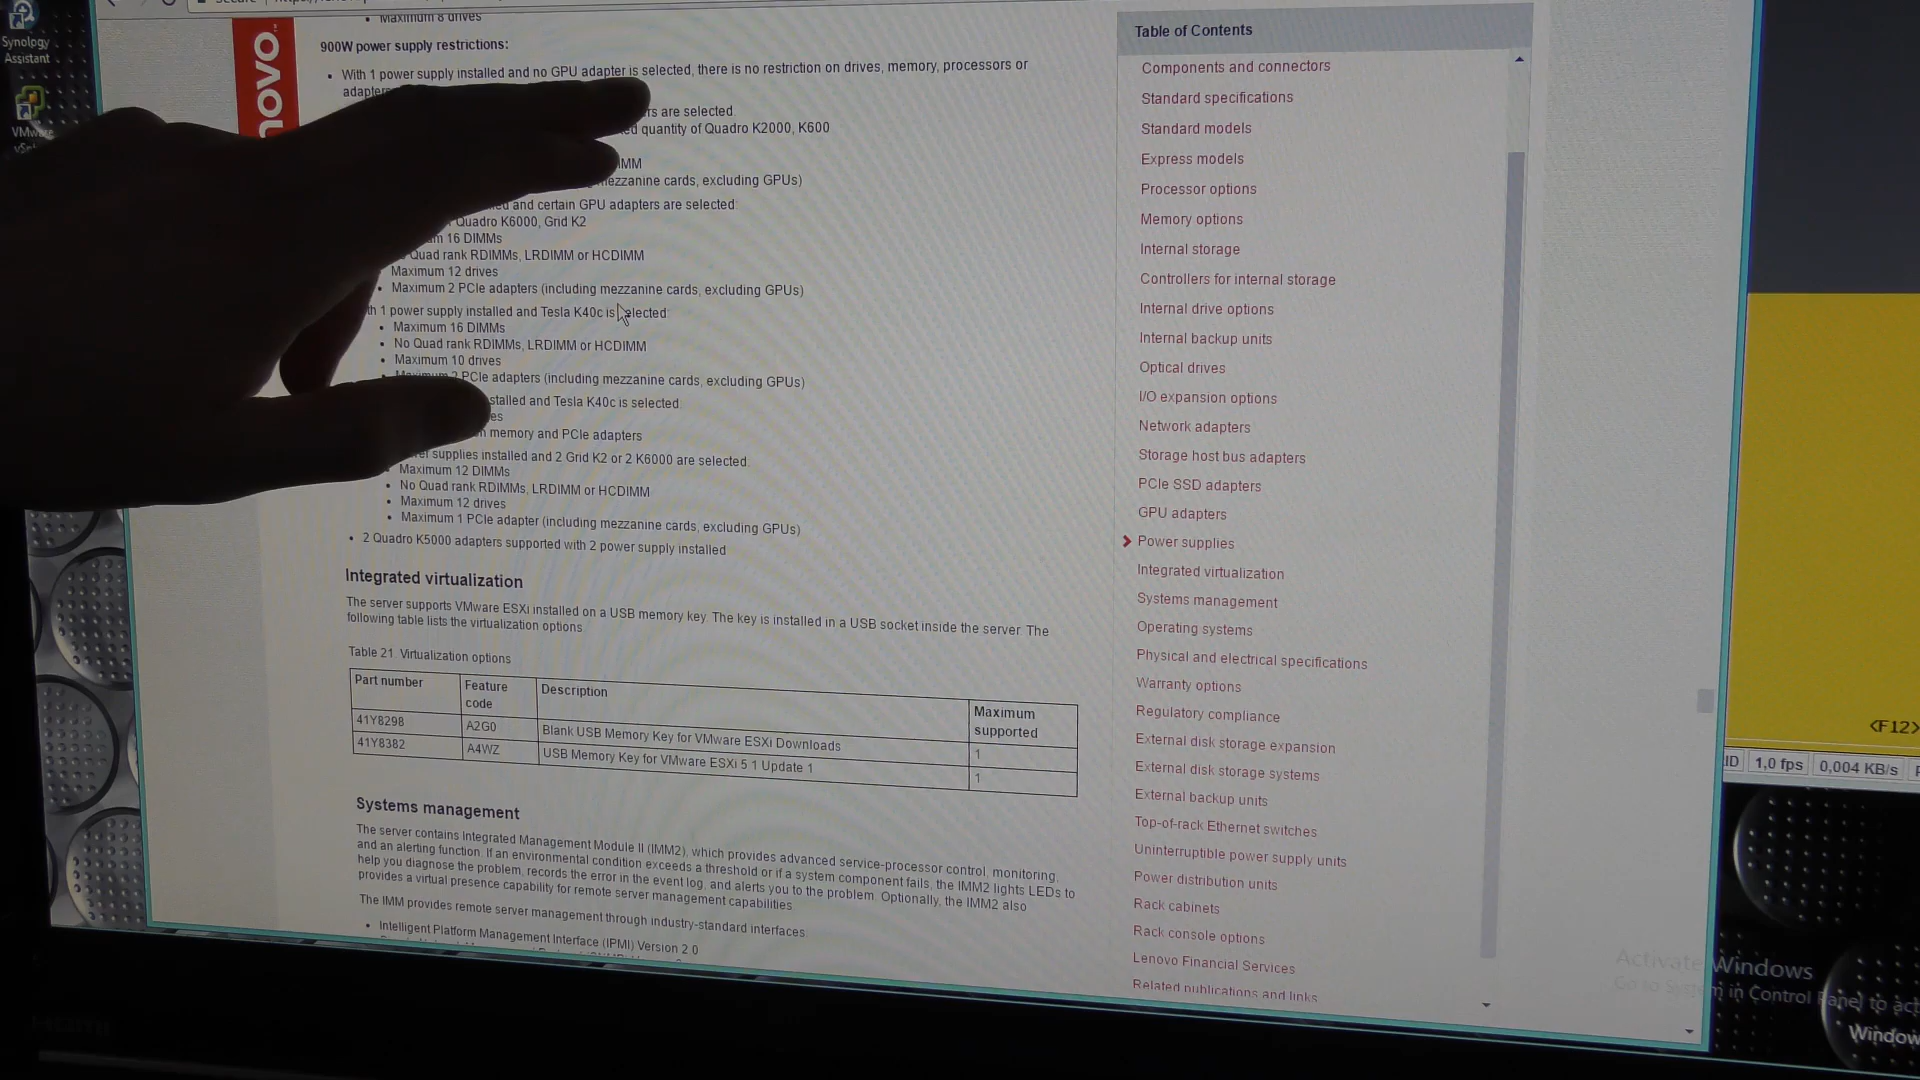 Synology
Assistant
VMware
novo
Maximum 8 drives
900W power supply restrictions:
With 1 power supply installed and no GPU adapter is selected, there is no restriction on drives, memory, processors or
adapters
are selected.
quantity of Quadro K2000, K600
mezzanine cards, excluding GPUs)
and certain GPU adapters are selected:
Quadro K6000, Grid K2
16 DIMMs
Quad rank RDIMMs, LRDIMM or HCDIMM
Maximum 12 drives
Maximum 2 PCIe adapters (including mezzanine cards, excluding GPUs)
1 power supply installed and Tesla K40c is selected:
Maximum 16 DIMMs
No Quad rank RDIMMs, LRDIMM or HCDIMM
Maximum 10 drives
Maximum 2 PCIe adapters (including mezzanine cards, excluding GPUs)
and Tesla K40c is selected:
memory and PCIe adapters
supplies installed and 2 Grid K2 or 2 K6000 are selected:
Maximum 12 DIMMs
No Quad rank RDIMMs, LRDIMM or HCDIMM
Maximum 12 drives
Maximum 1 PCIe adapter (including mezzanine cards, excluding GPUs)
2 Quadro K5000 adapters supported with 2 power supply installed
Integrated virtualization
The server supports VMware ESXi installed on a USB memory key. The key is installed in a USB socket inside the server. The
following table lists the virtualization options.
Table 21. Virtualization options
Part number Feature code Description Maximum supported
41Y8298 A2G0 Blank USB Memory Key for VMware ESXi Downloads 1
41Y8382 A4WZ USB Memory Key for VMware ESXi 5.1 Update 1 1
Systems management
The server contains Integrated Management Module II (IMM2), which provides advanced service-processor control, monitoring,
and an alerting function. If an environmental condition exceeds a threshold or if a system component fails, the IMM2 lights LEDs to
help you diagnose the problem, records the error in the event log, and alerts you to the problem. Optionally, the IMM2 also
provides a virtual presence capability for remote server management capabilities.
The IMM provides remote server management through industry-standard interfaces:
Intelligent Platform Management Interface (IPMI) Version 2.0
Table of Contents
Components and connectors
Standard specifications
Standard models
Express models
Processor options
Memory options
Internal storage
Controllers for internal storage
Internal drive options
Internal backup units
Optical drives
I/O expansion options
Network adapters
Storage host bus adapters
PCIe SSD adapters
GPU adapters
Power supplies
Integrated virtualization
Systems management
Operating systems
Physical and electrical specifications
Warranty options
Regulatory compliance
External disk storage expansion
External disk storage systems
External backup units
Top-of-rack Ethernet switches
Uninterruptible power supply units
Power distribution units
Rack cabinets
Rack console options
Lenovo Financial Services
Related publications and links
<F12>
1,0 fps 0,004 KB/s
Activate Windows
Go to System in Control Panel to
Window